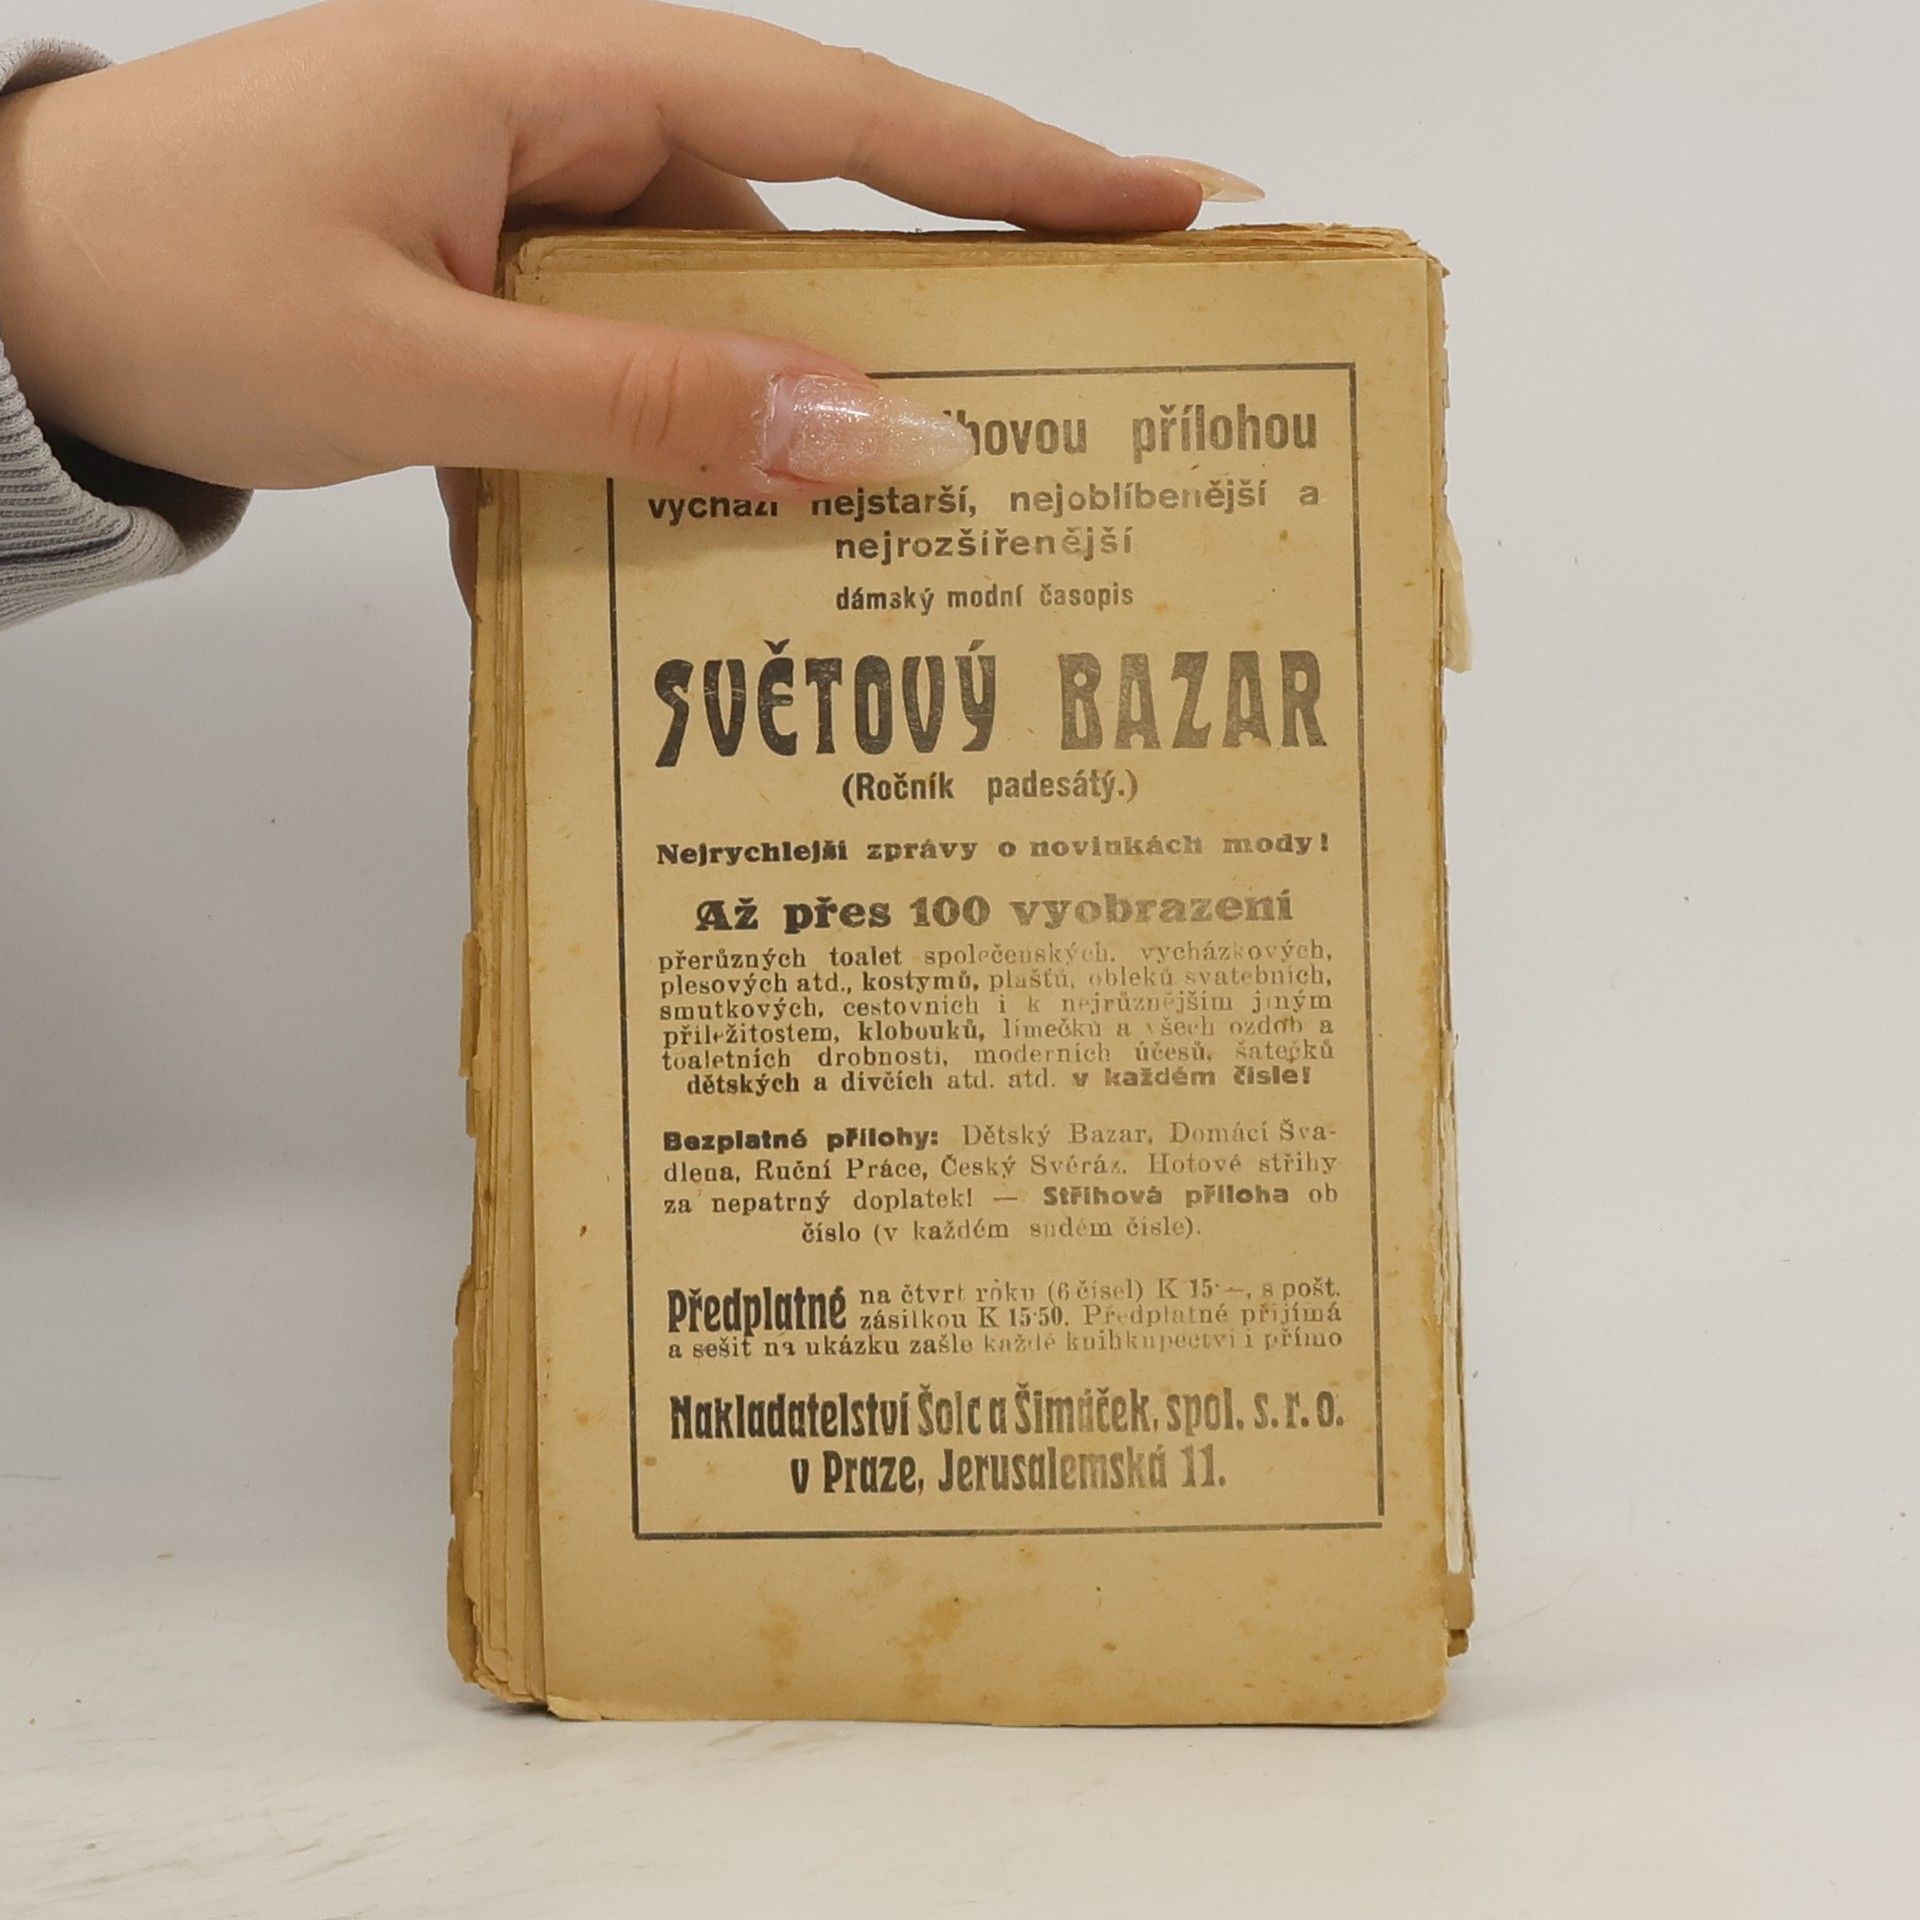 přílohou
vychází nejstarší, nejoblíbenější a
nejrozšířenější
dámský modní časopis
SVĚTOVÝ BAZAR
(Ročník padesátý.)
Nejrychlejší zprávy o novinkách mody!
Až přes 100 vyobrazení
přerůzných toalet společenských, vycházkových,
plesových atd., kostymů, plášťů, obleků svatebních,
smutkových, cestovních i k nejrůznějším jiným
příležitostem, klobouků, límečků a všech ozdob a
toaletních drobností, moderních účesů, šatečků
dětských a dívčích atd. atd. v každém čísle!
Bezplatné přílohy: Dětský Bazar, Domácí Šva-
dlena, Ruční Práce, Český Svéráz. Hotové střihy
za nepatrný doplatek! — Střihová příloha ob
číslo (v každém sudém čísle).
Předplatné na čtvrt roku (6 čísel) K 15·—, s pošt.
zásilkou K 15·50. Předplatné přijímá
a sešit na ukázku zašle každé knihkupectví i přímo
Nakladatelství Šolc a Šimáček, spol. s. r. o.
v Praze, Jerusalemská 11.